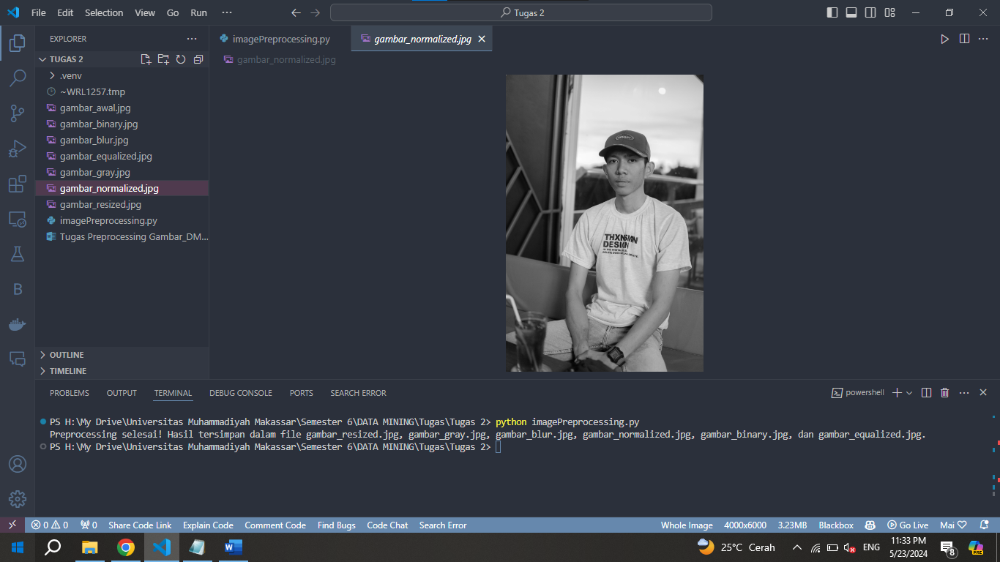 File Edit Selection View Go Run ··· Tugas 2
EXPLORER ···
TUGAS 2
.venv
~WRL1257.tmp
gambar_awal.jpg
gambar_binary.jpg
gambar_blur.jpg
gambar_equalized.jpg
gambar_gray.jpg
gambar_normalized.jpg
gambar_resized.jpg
imagePreprocessing.py
Tugas Preprocessing Gambar_DM...
OUTLINE
TIMELINE
imagePreprocessing.py gambar_normalized.jpg
gambar_normalized.jpg
THXNSMN
DESIGN
PROBLEMS OUTPUT TERMINAL DEBUG CONSOLE PORTS SEARCH ERROR powershell
PS H:\My Drive\Universitas Muhammadiyah Makassar\Semester 6\DATA MINING\Tugas\Tugas 2> python imagePreprocessing.py
Preprocessing selesai! Hasil tersimpan dalam file gambar_resized.jpg, gambar_gray.jpg, gambar_blur.jpg, gambar_normalized.jpg, gambar_binary.jpg, dan gambar_equalized.jpg.
PS H:\My Drive\Universitas Muhammadiyah Makassar\Semester 6\DATA MINING\Tugas\Tugas 2>
0 0 0 Share Code Link Explain Code Comment Code Find Bugs Code Chat Search Error Whole Image 4000x6000 3.23MB Blackbox Go Live Mai
25°C Cerah ENG 11:33 PM
5/23/2024 8